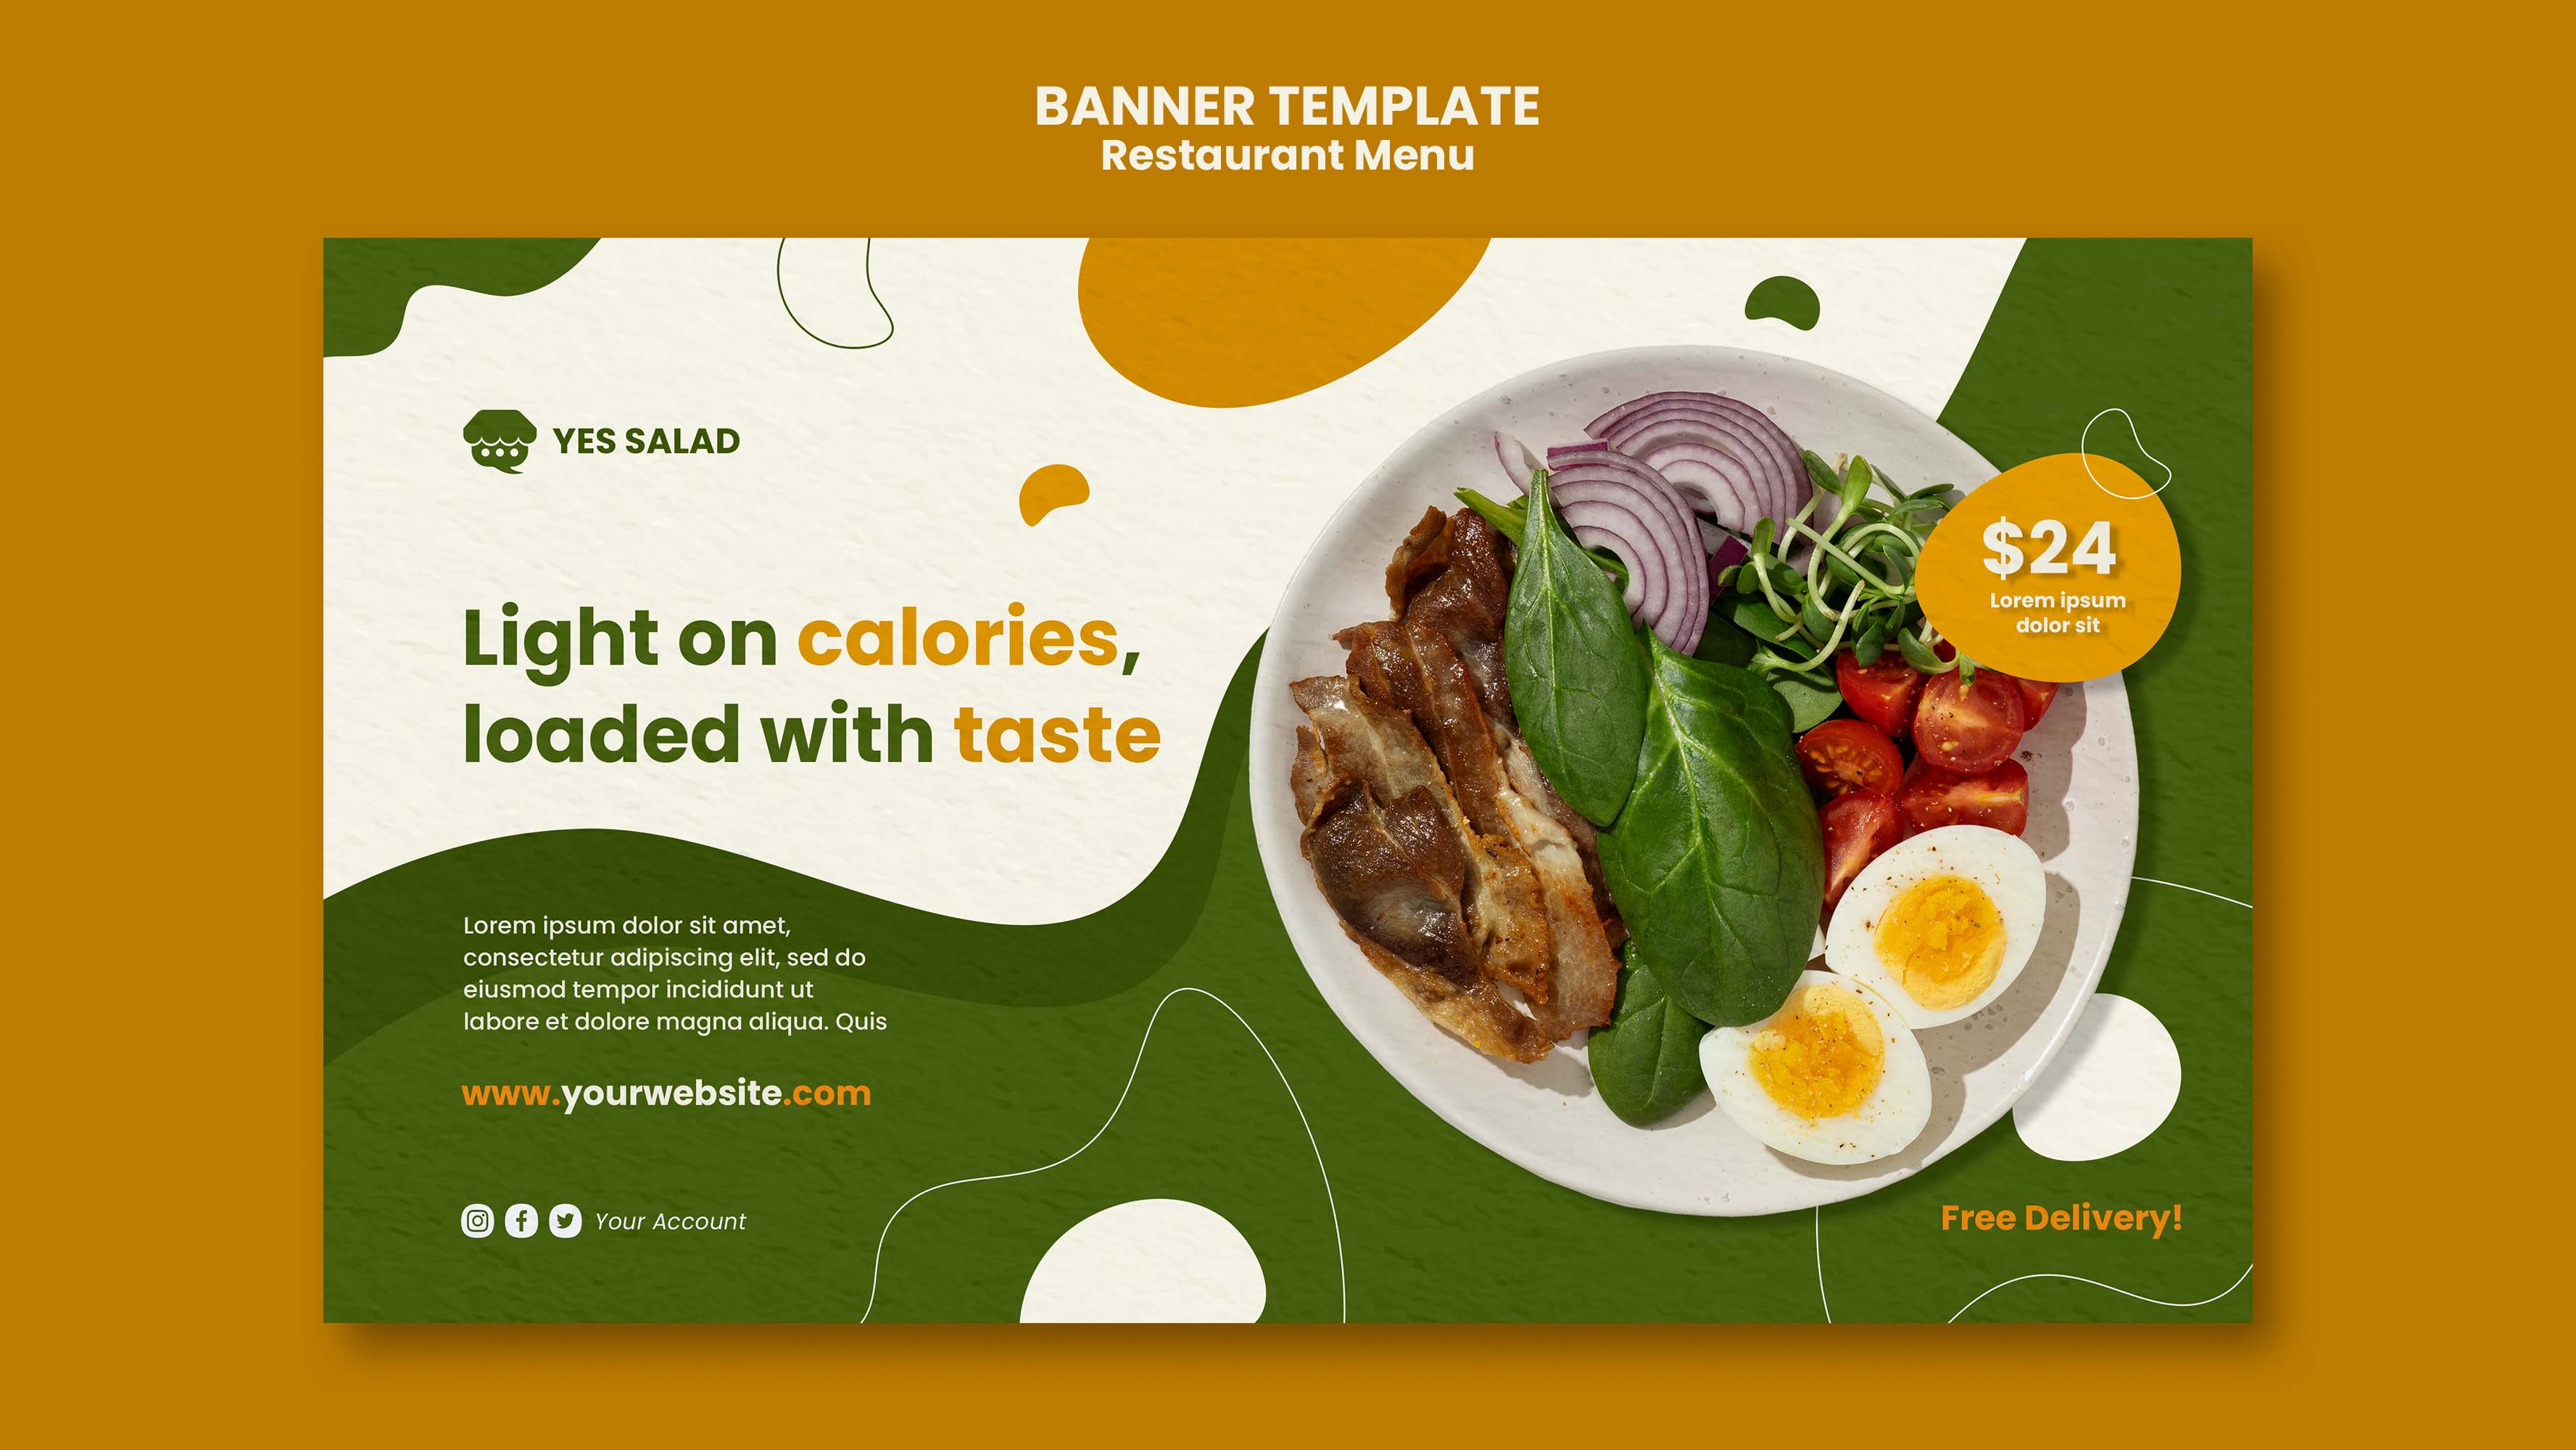 BANNER TEMPLATE
Restaurant Menu
YES SALAD
Light on calories,
loaded with taste
$24
Lorem ipsum
dolor sit
Lorem ipsum dolor sit amet,
consectetur adipiscing elit, sed do
eiusmod tempor incididunt ut
labore et dolore magna aliqua. Quis
www.yourwebsite.com
Your Account
Free Delivery!